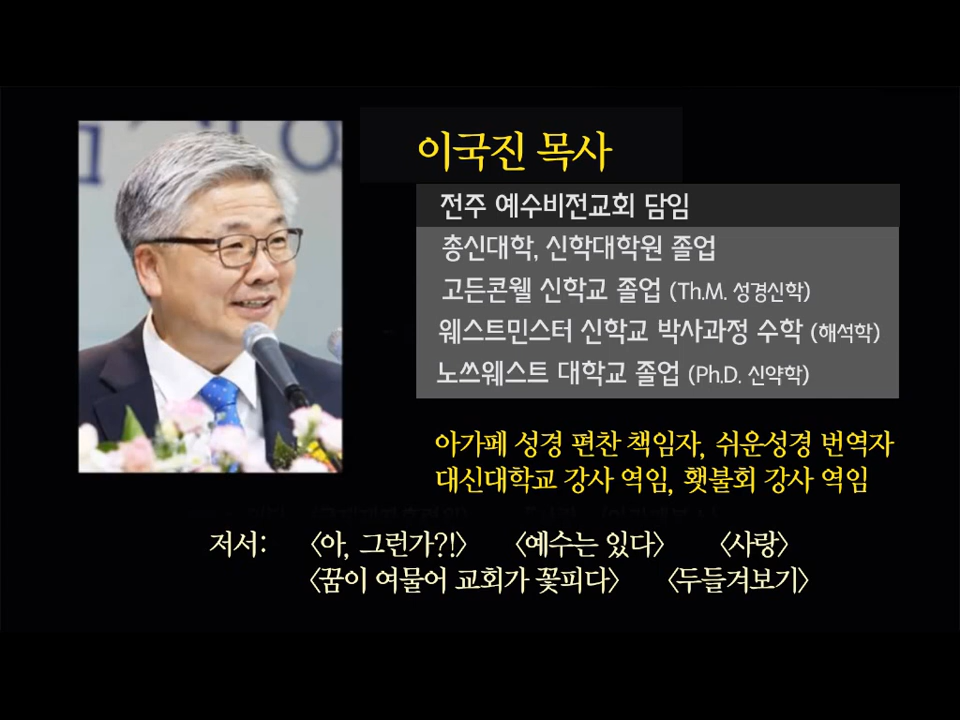 이국진 목사
전주 예수비전교회 담임
총신대학, 신학대학원 졸업
고든콘웰 신학교 졸업 (Th.M. 성경신학)
웨스트민스터 신학교 박사과정 수학 (해석학)
노쓰웨스트 대학교 졸업 (Ph.D. 신약학)
아가페 성경 편찬 책임자, 쉬운성경 번역자
대신대학교 강사 역임, 횃불회 강사 역임
저서: <아, 그런가?!> <예수는 있다> <사랑>
<꿈이 여물어 교회가 꽃피다> <두들겨보기>